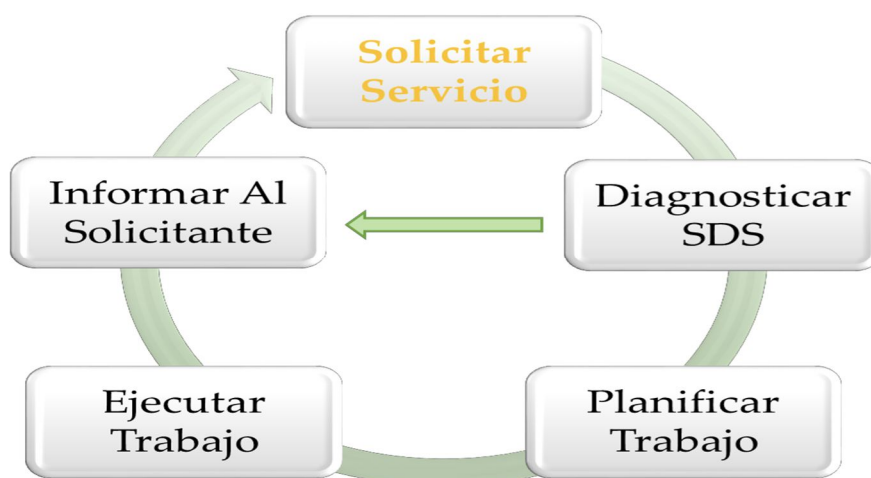 Solicitar
Servicio
Diagnosticar
SDS
Planificar
Trabajo
Ejecutar
Trabajo
Informar Al
Solicitante